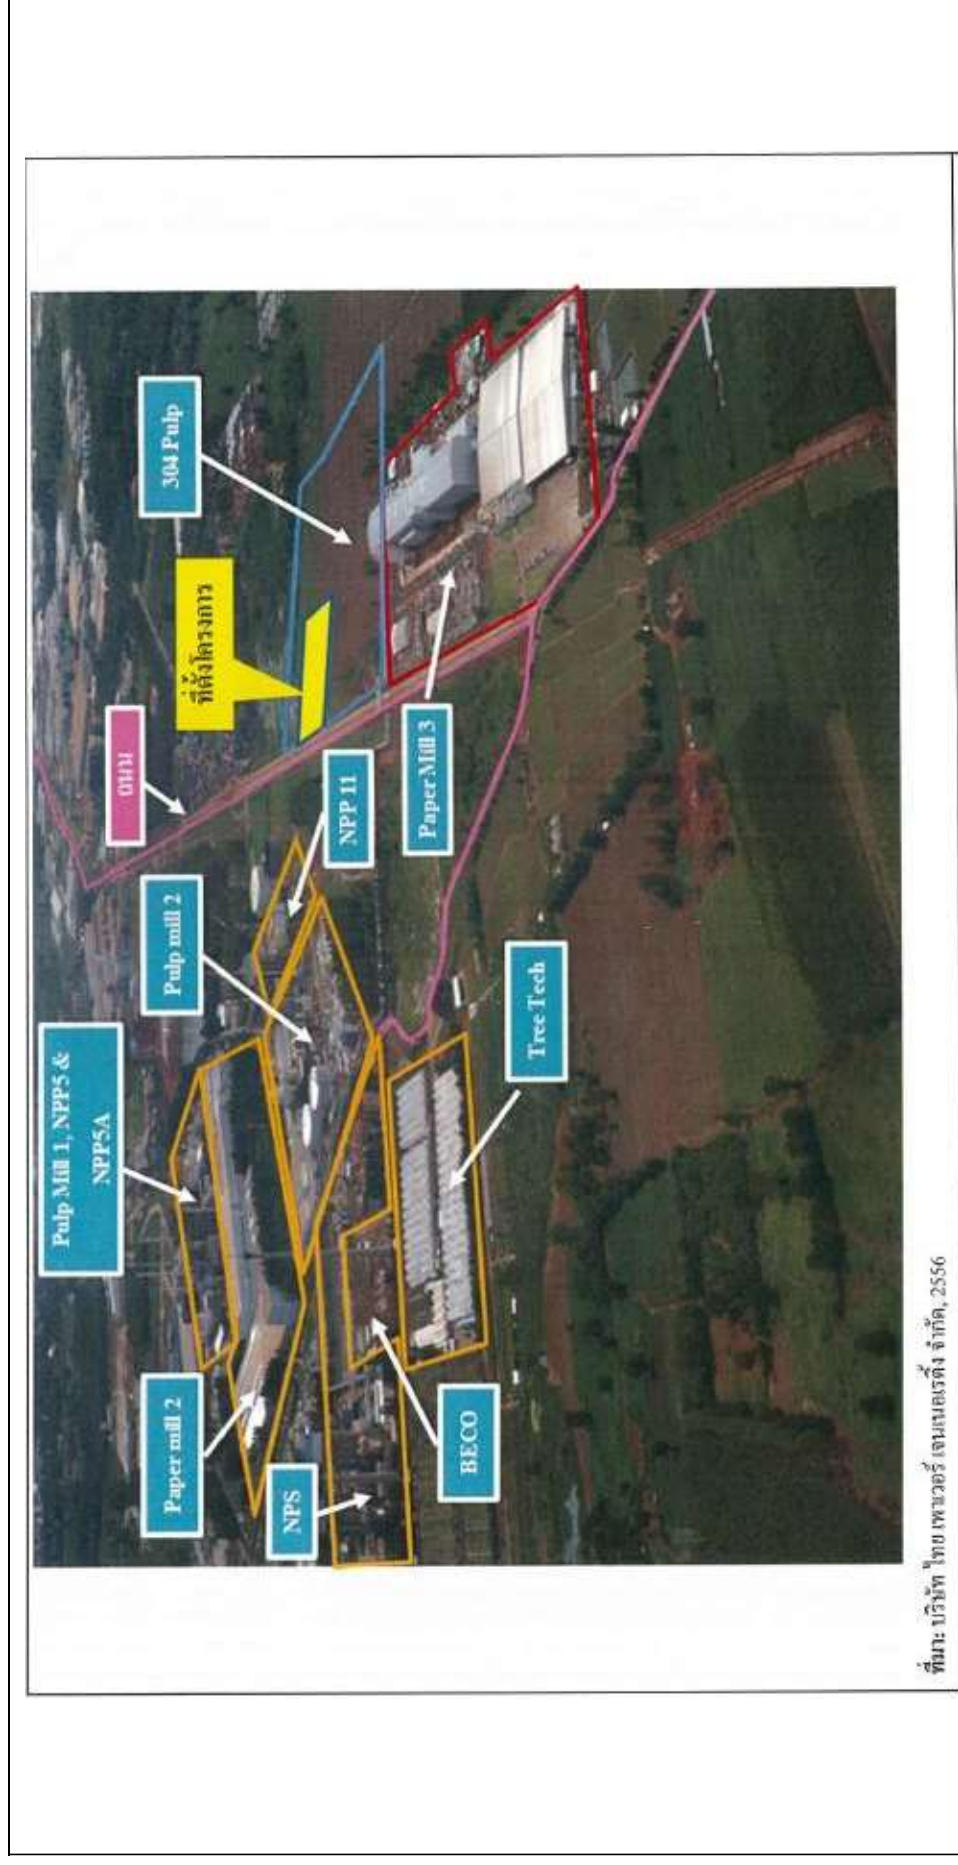 Pulp Mill 1, NPP5 &
NPP5A
Pulp mill 2
ถนน
ที่ตั้งโครงการ
304 Pulp
Paper mill 2
NPS
NPP 11
Paper Mill 3
BECO
Tree Tech
ที่มา: บริษัท ไทย เพาเวอร์ เจนเนอเรติ้ง จำกัด, 2556